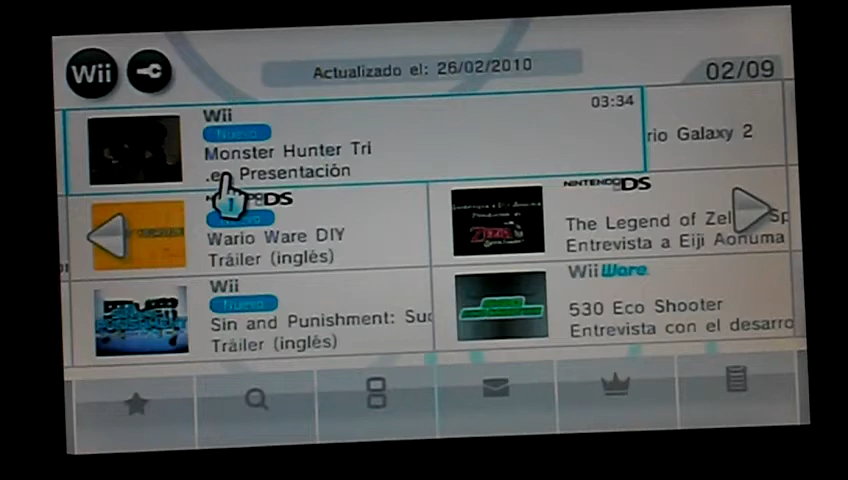 Wii
Actualizado el: 26/02/2010
02/09
Wii
03:34
Nuevo
Monster Hunter Tri
Presentación
rio Galaxy 2
DS
Nuevo
Wario Ware DIY
Tráiler (inglés)
NINTENDO DS
The Legend of Zel Sp
Entrevista a Eiji Aonuma
Wii
Nuevo
Sin and Punishment: Suc
Tráiler (inglés)
WiiWare
530 Eco Shooter
Entrevista con el desarro